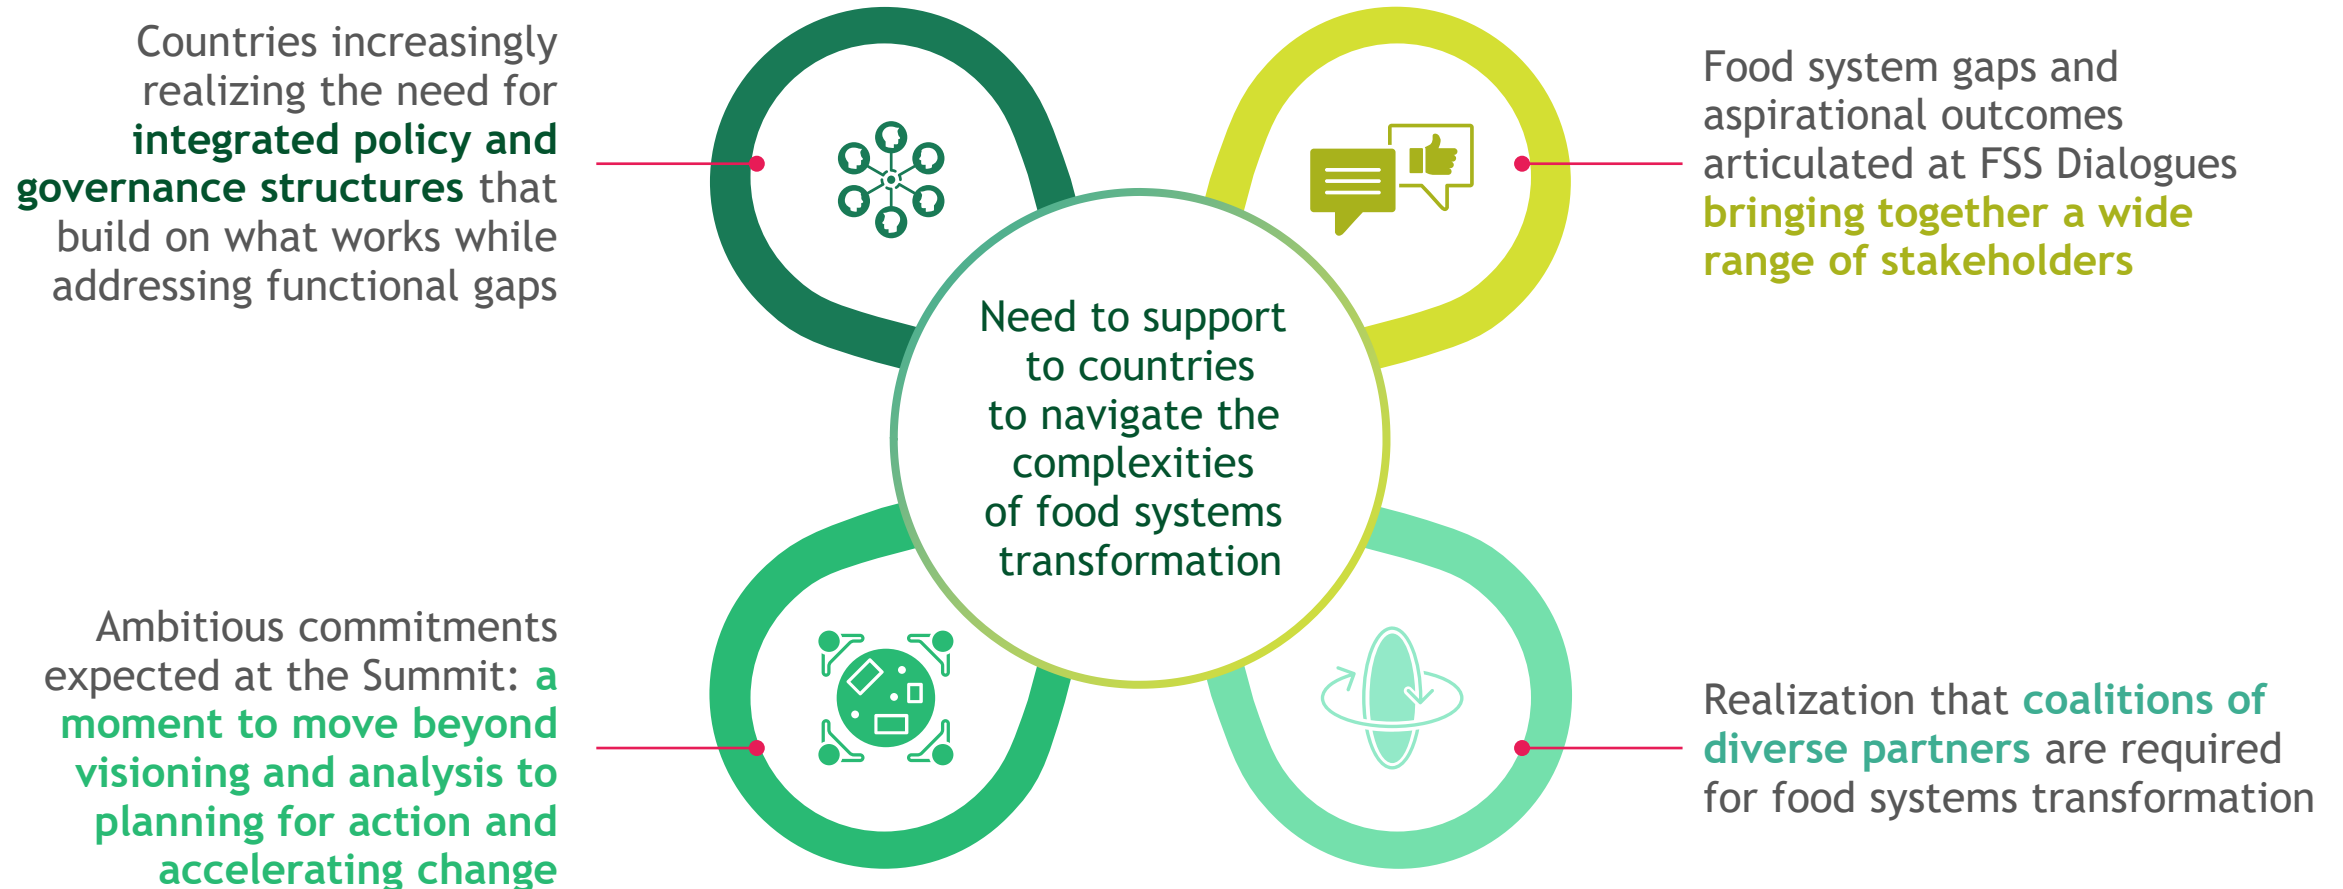 Countries increasingly
realizing the need for
integrated policy and
governance structures that
build on what works while
addressing functional gaps
Food system gaps and
aspirational outcomes
articulated at FSS Dialogues
bringing together a wide
range of stakeholders
Need to support
to countries
to navigate the
complexities
of food systems
transformation
Ambitious commitments
expected at the Summit: a
moment to move beyond
visioning and analysis to
planning for action and
accelerating change
Realization that coalitions of
diverse partners are required
for food systems transformation